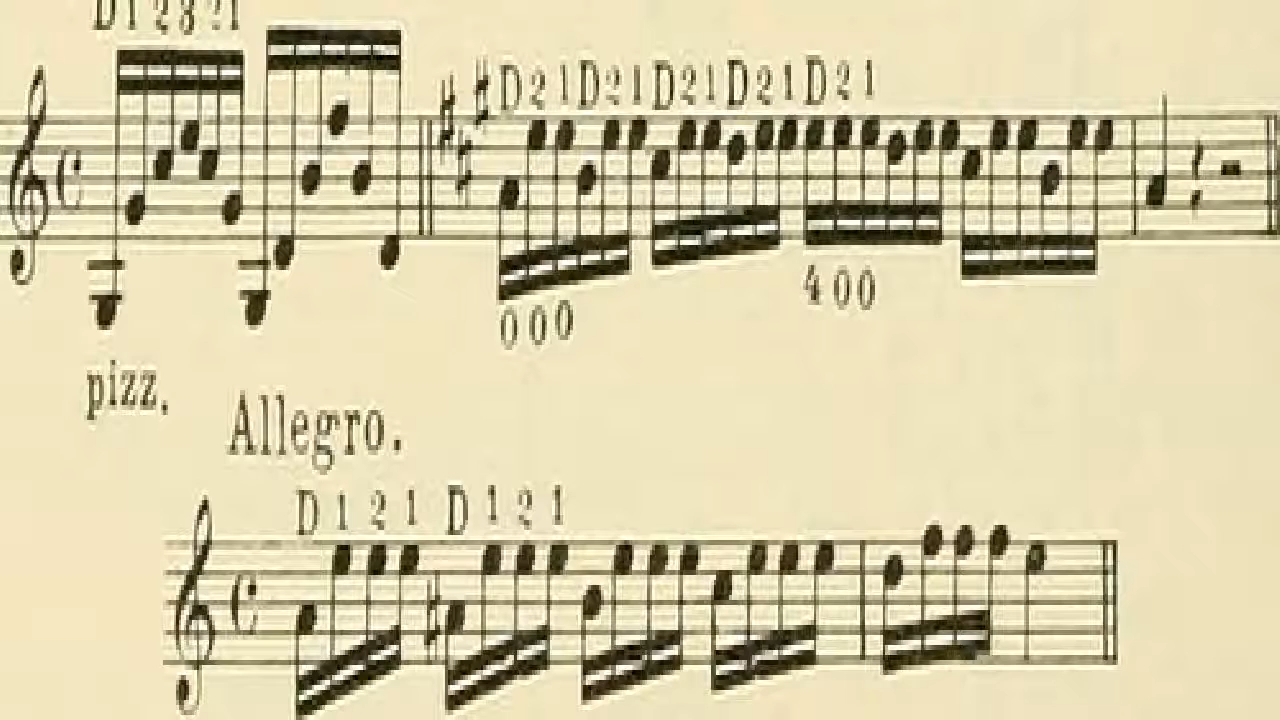 D 1 2 3 2 1
D 2 1 D 2 1 D 2 1 D 2 1 D 2 1
0 0 0
4 0 0
pizz.
Allegro.
D 1 2 1 D 1 2 1